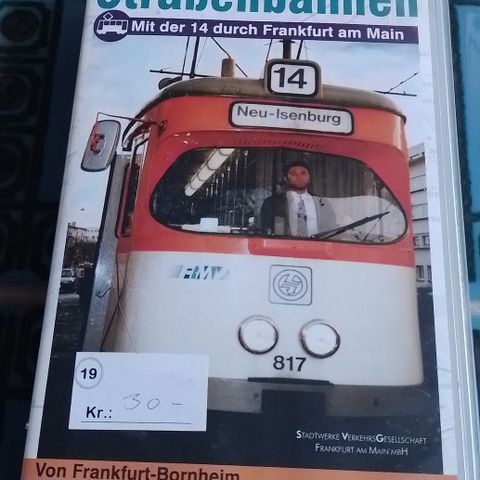 Straßenbahnen
Mit der 14 durch Frankfurt am Main
14
Neu-Isenburg
FMV
817
19
Kr.: 30-
STADTWERKE VERKEHRSGESELLSCHAFT
FRANKFURT AM MAIN MBH
Von Frankfurt-Bornheim